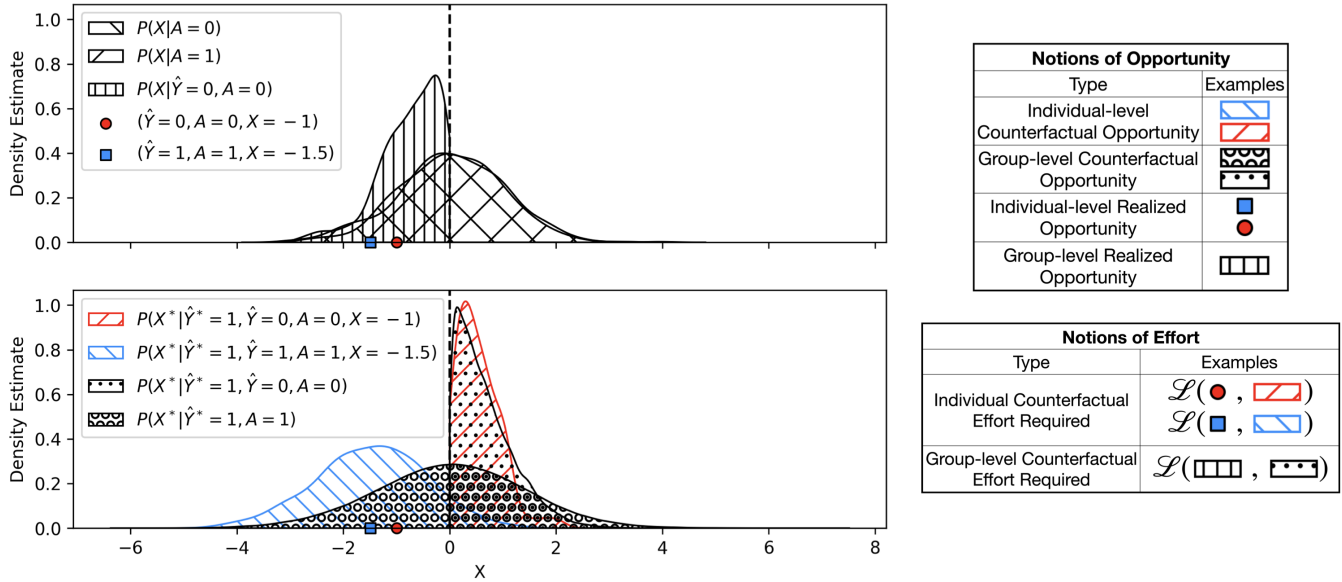 1.0
0.8
0.6
0.4
0.2
0.0
Density Estimate
P(X|A = 0)
P(X|A = 1)
P(X|Ŷ = 0, A = 0)
(Ŷ = 0, A = 0, X = −1)
(Ŷ = 1, A = 1, X = −1.5)
1.0
0.8
0.6
0.4
0.2
0.0
Density Estimate
P(X*|Ŷ* = 1, Ŷ = 0, A = 0, X = −1)
P(X*|Ŷ* = 1, Ŷ = 1, A = 1, X = −1.5)
P(X*|Ŷ* = 1, Ŷ = 0, A = 0)
P(X*|Ŷ* = 1, A = 1)
−6 −4 −2 0 2 4 6 8
X
Notions of Opportunity
Type Examples
Individual-level
Counterfactual Opportunity
Group-level Counterfactual
Opportunity
Individual-level Realized
Opportunity
Group-level Realized
Opportunity
Notions of Effort
Type Examples
Individual Counterfactual
Effort Required
ℒ( , )
ℒ( , )
Group-level Counterfactual
Effort Required
ℒ( , )